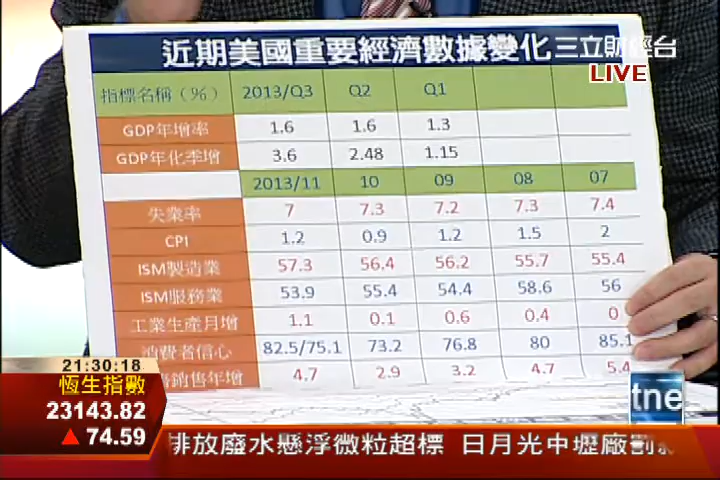 近期美國重要經濟數據變化 三立財經台
LIVE
指標名稱（%） 2013/Q3 Q2 Q1
GDP年增率 1.6 1.6 1.3
GDP年化季增 3.6 2.48 1.15
2013/11 10 09 08 07
失業率 7 7.3 7.2 7.3 7.4
CPI 1.2 0.9 1.2 1.5 2
ISM製造業 57.3 56.4 56.2 55.7 55.4
ISM服務業 53.9 55.4 54.4 58.6 56
工業生產月增 1.1 0.1 0.6 0.4 0
消費者信心 82.5/75.1 73.2 76.8 80 85.1
銷售年增 4.7 2.9 3.2 4.7 5.4
21:30:18
恆生指數
23143.82
▲ 74.59
tne
排放廢水懸浮微粒超標 日月光中壢廠罰